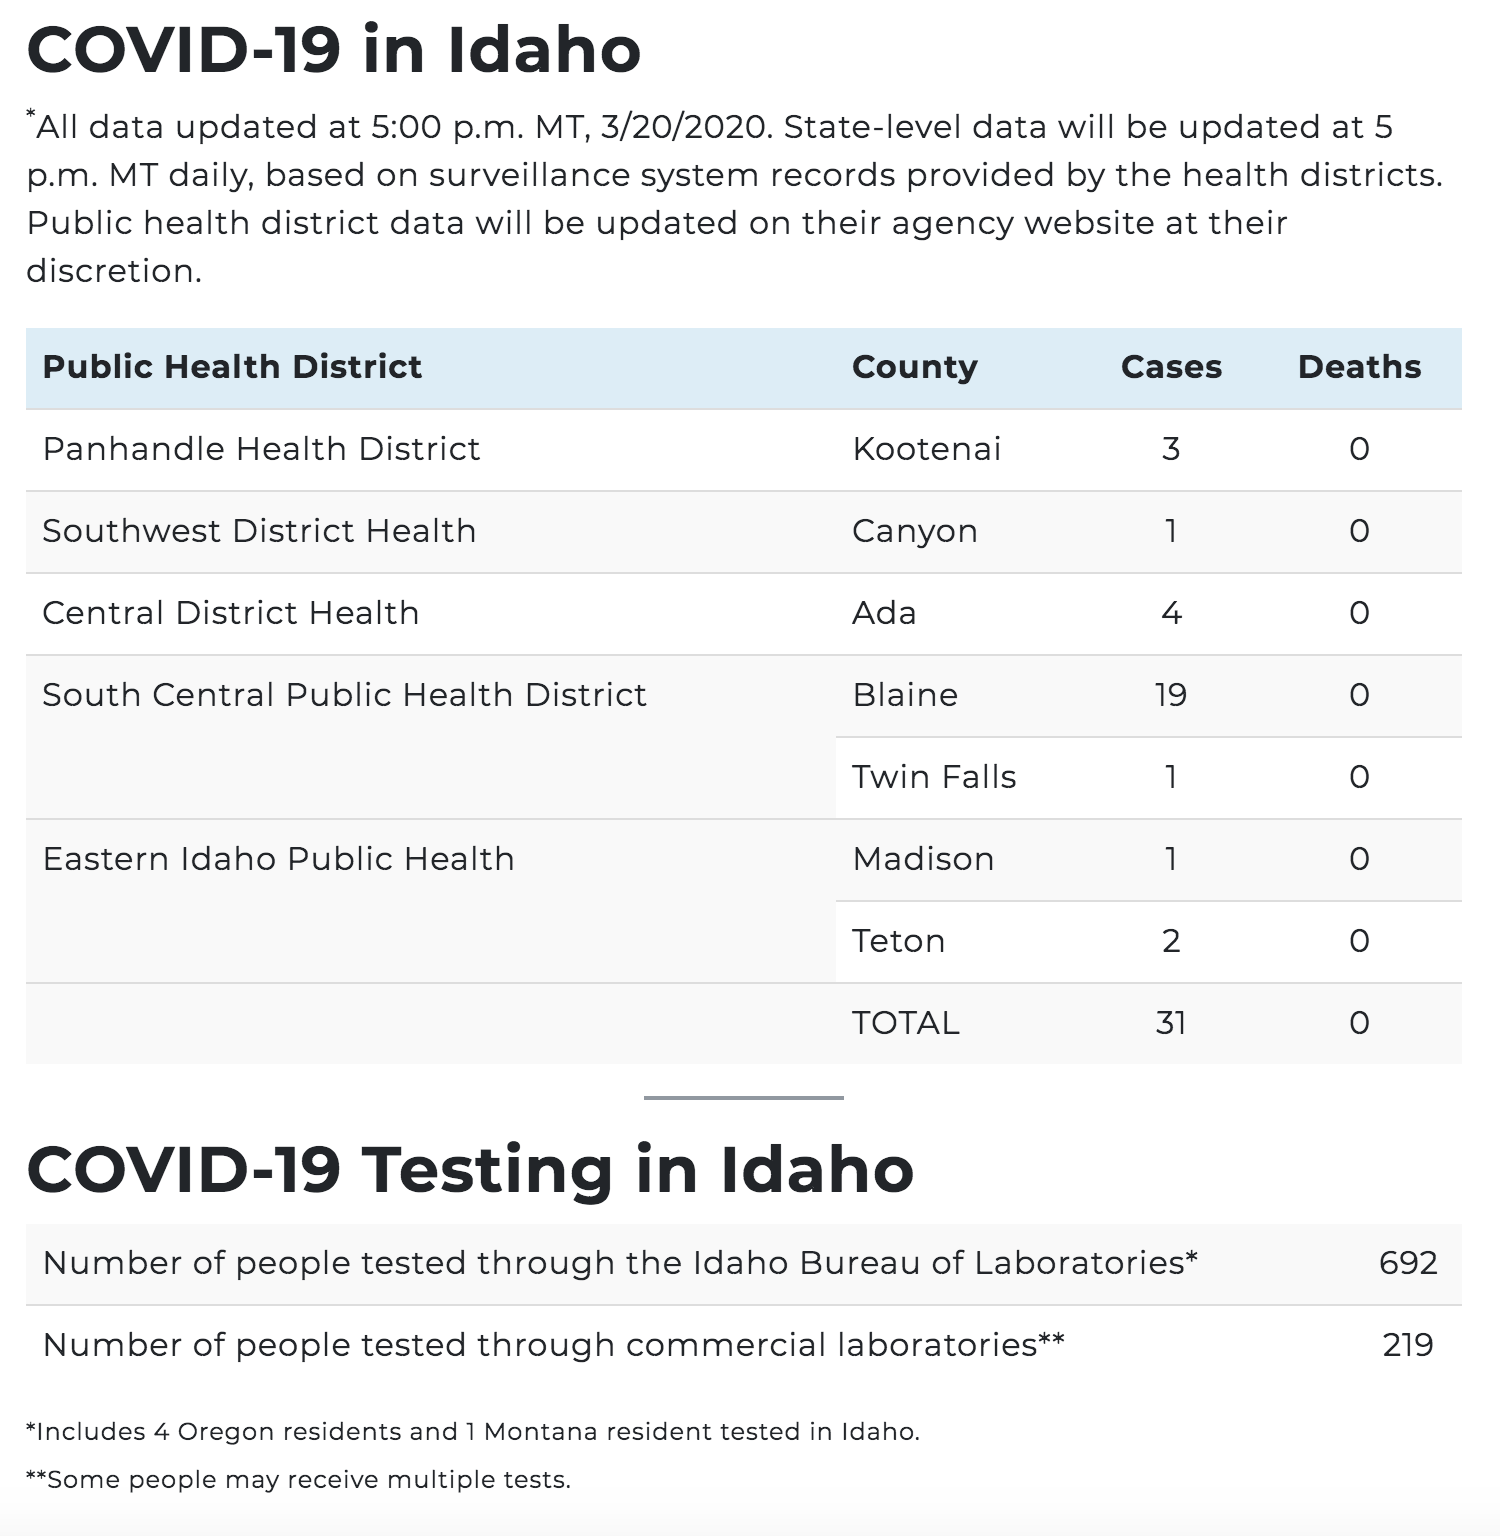 COVID-19 in Idaho
*All data updated at 5:00 p.m. MT, 3/20/2020. State-level data will be updated at 5
p.m. MT daily, based on surveillance system records provided by the health districts.
Public health district data will be updated on their agency website at their
discretion.
Public Health District County Cases Deaths
Panhandle Health District Kootenai 3 0
Southwest District Health Canyon 1 0
Central District Health Ada 4 0
South Central Public Health District Blaine 19 0
Twin Falls 1 0
Eastern Idaho Public Health Madison 1 0
Teton 2 0
TOTAL 31 0
COVID-19 Testing in Idaho
Number of people tested through the Idaho Bureau of Laboratories* 692
Number of people tested through commercial laboratories** 219
*Includes 4 Oregon residents and 1 Montana resident tested in Idaho.
**Some people may receive multiple tests.